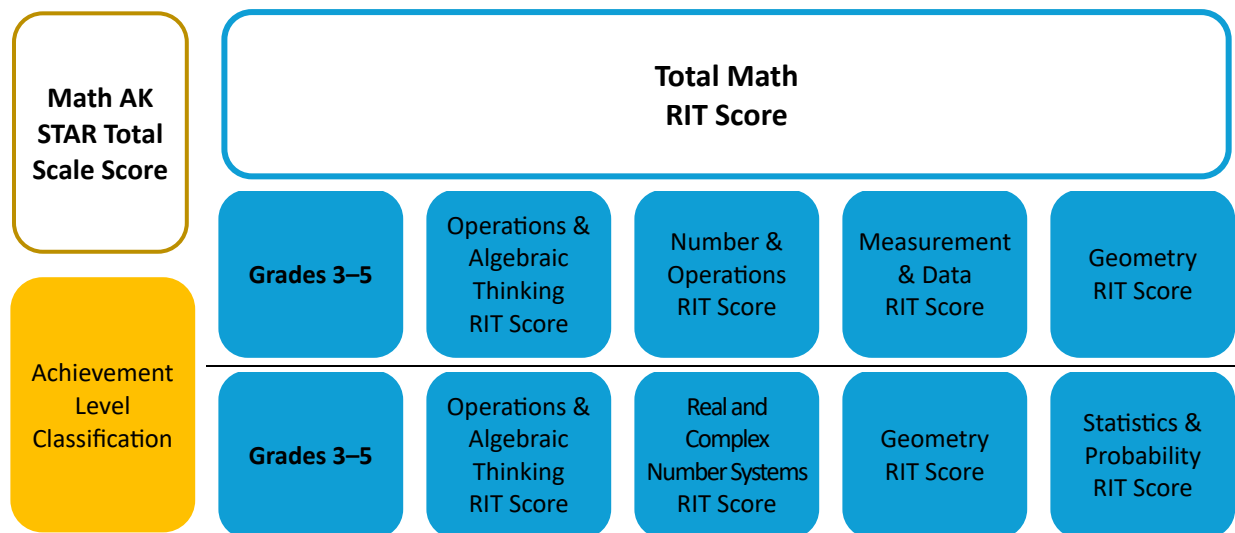 Math AK
STAR Total
Scale Score
Total Math
RIT Score
Achievement
Level
Classification
Grades 3–5
Operations &
Algebraic
Thinking
RIT Score
Number &
Operations
RIT Score
Measurement
& Data
RIT Score
Geometry
RIT Score
Grades 3–5
Operations &
Algebraic
Thinking
RIT Score
Real and
Complex
Number Systems
RIT Score
Geometry
RIT Score
Statistics &
Probability
RIT Score